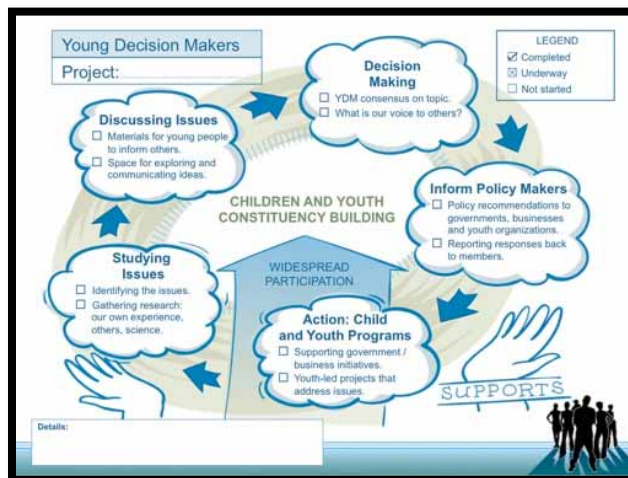 Young Decision Makers
Project:
LEGEND
Completed
Underway
Not started
Decision
Making
YDM consensus on topic.
What is our voice to others?
Discussing Issues
Materials for young people
to inform others.
Space for exploring and
communicating ideas.
Inform Policy Makers
Policy recommendations to
governments, businesses
and youth organizations.
Reporting responses back
to members.
CHILDREN AND YOUTH
CONSTITUENCY BUILDING
Studying
Issues
Identifying the issues.
Gathering research:
our own experience,
others, science.
WIDESPREAD
PARTICIPATION
Action: Child
and Youth Programs
Supporting government /
business initiatives.
Youth-led projects that
address issues.
SUPPORTS
Details: